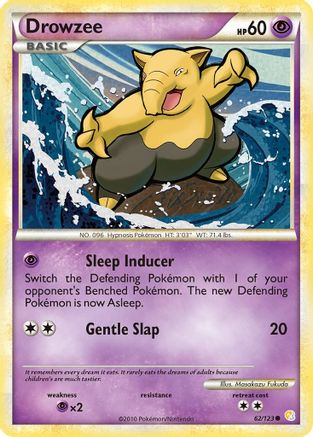 Drowzee HP 60
BASIC
NO. 096 Hypnosis Pokémon HT: 3'03" WT: 71.4 lbs.
Sleep Inducer
Switch the Defending Pokémon with 1 of your
opponent's Benched Pokémon. The new Defending
Pokémon is now Asleep.
Gentle Slap 20
It remembers every dream it eats. It rarely eats the dreams of adults because
children's are much tastier.
Illus. Masakazu Fukuda
weakness resistance retreat cost
×2
©2010 Pokémon/Nintendo
62/123